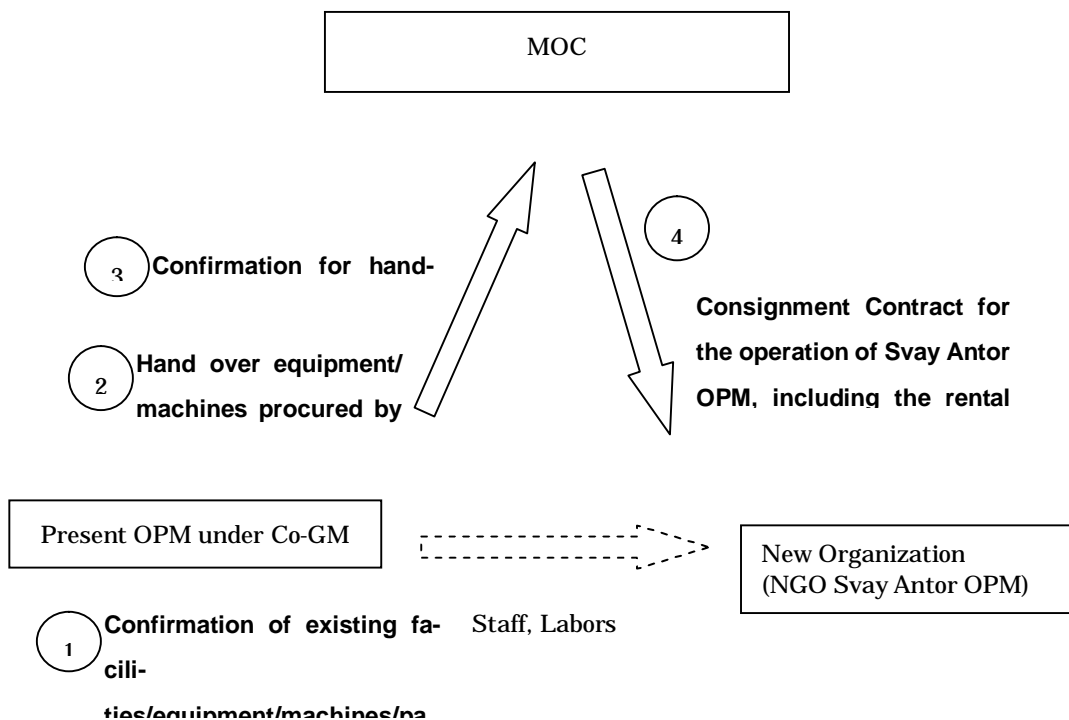 MOC
3
Confirmation for hand-
2
Hand over equipment/
machines procured by
4
Consignment Contract for
the operation of Svay Antor
OPM, including the rental
Present OPM under Co-GM
New Organization
(NGO Svay Antor OPM)
1
Confirmation of existing fa-
cili-
ties/equipment/machines/pa
Staff, Labors